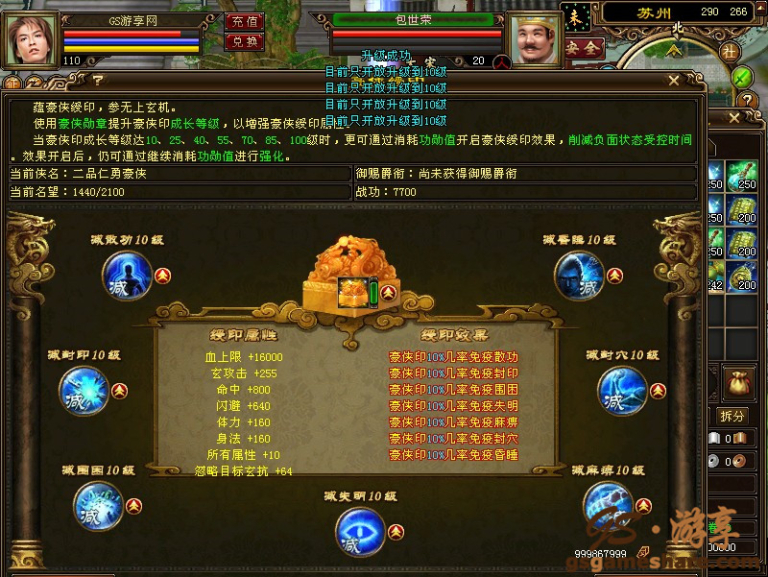 GS游享网
充值
包世荣
苏州 290 266
北
兑换
安全
社
110
20
升级成功
目前只开放升级到10级
目前只开放升级到10级
目前只开放升级到10级
目前只开放升级到10级
蕴豪侠绶印，参无上玄机。
使用豪侠勋章提升豪侠印成长等级，以增强豪侠绶印属性。
当豪侠印成长等级达10、25、40、55、70、85、100级时，更可通过消耗功勋值开启豪侠绶印效果，削减负面状态受控时间
。效果开启后，仍可通过继续消耗功勋值进行强化。
当前侠名：二品仁勇豪侠
御赐爵衔：尚未获得御赐爵衔
当前名望：1440/2100
战功：7700
减散功10级
减昏睡10级
减封印10级
减封穴10级
减围困10级
减麻痹10级
减失明10级
减
减
减
减
减
减
减
绶印属性
血上限 +16000
玄攻击 +255
命中 +800
闪避 +640
体力 +160
身法 +160
所有属性 +10
忽略目标玄抗 +64
绶印效果
豪侠印10%几率免疫散功
豪侠印10%几率免疫封印
豪侠印10%几率免疫围困
豪侠印10%几率免疫失明
豪侠印10%几率免疫麻痹
豪侠印10%几率免疫封穴
豪侠印10%几率免疫昏睡
250
200
200
242 200
拆分
0
0
999867999
游享